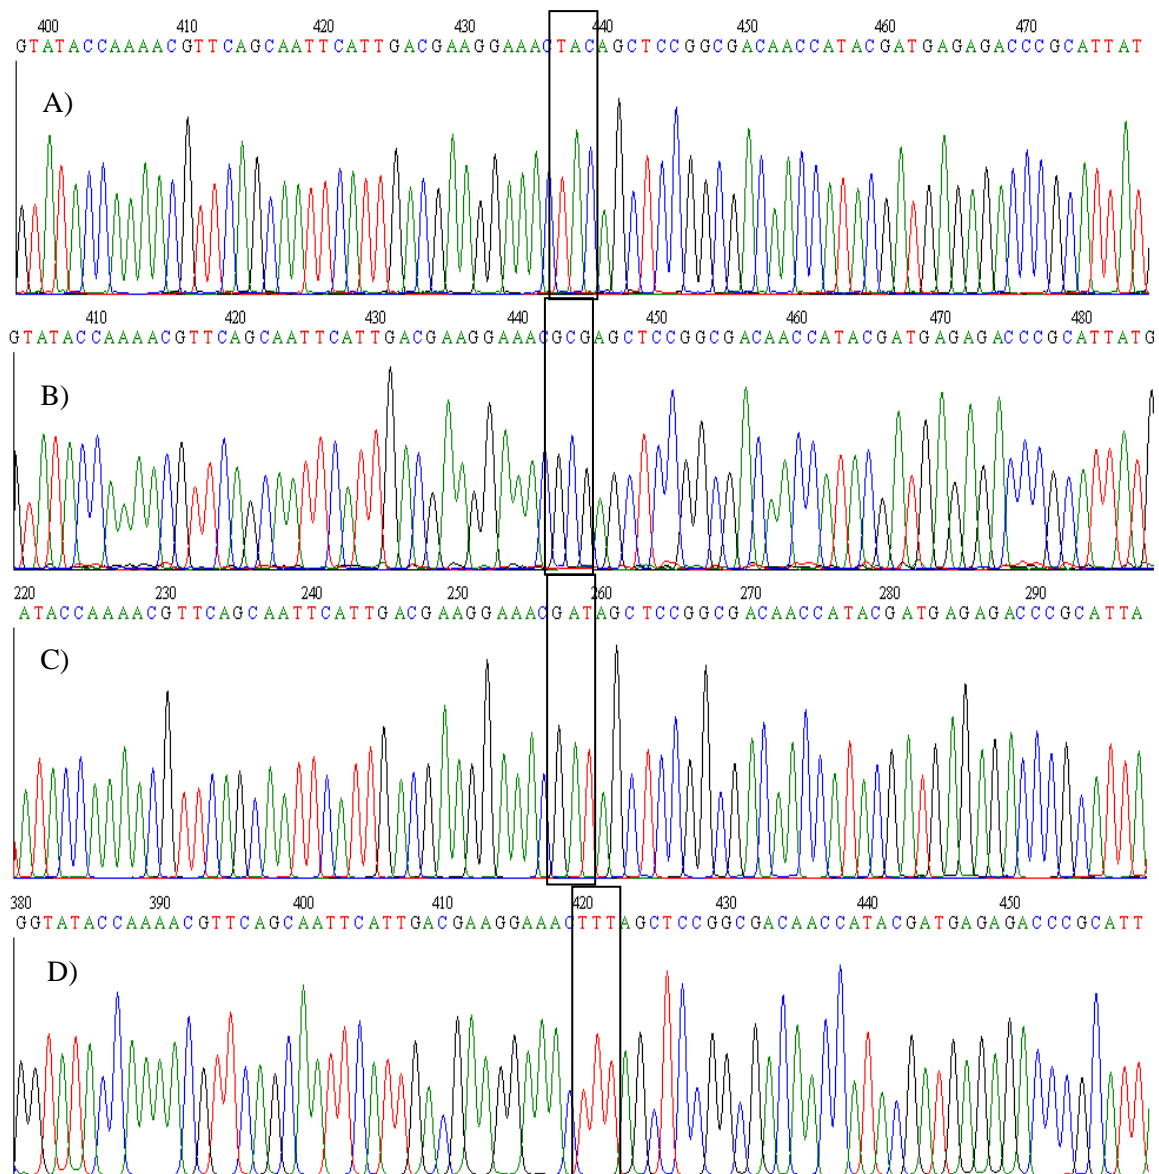 400 410 420 430 440 450 460 470
GTATACCAAAACGTTCAGCAATTCATTGACGAAGGAAACTACAGCTCCGGCGACAACCATACGATGAGAGACCCGCATTAT
A)
410 420 430 440 450 460 470 480
GTATACCAAAACGTTCAGCAATTCATTGACGAAGGAAACGCGAGCTCCGGCGACAACCATACGATGAGAGACCCGCATTATG
B)
220 230 240 250 260 270 280 290
ATACCAAAACGTTCAGCAATTCATTGACGAAGGAAACGATAGCTCCGGCGACAACCATACGATGAGAGACCCGCATTA
C)
380 390 400 410 420 430 440 450
GGTATACCAAAACGTTCAGCAATTCATTGACGAAGGAAACTTTAGCTCCGGCGACAACCATACGATGAGAGACCCGCATT
D)